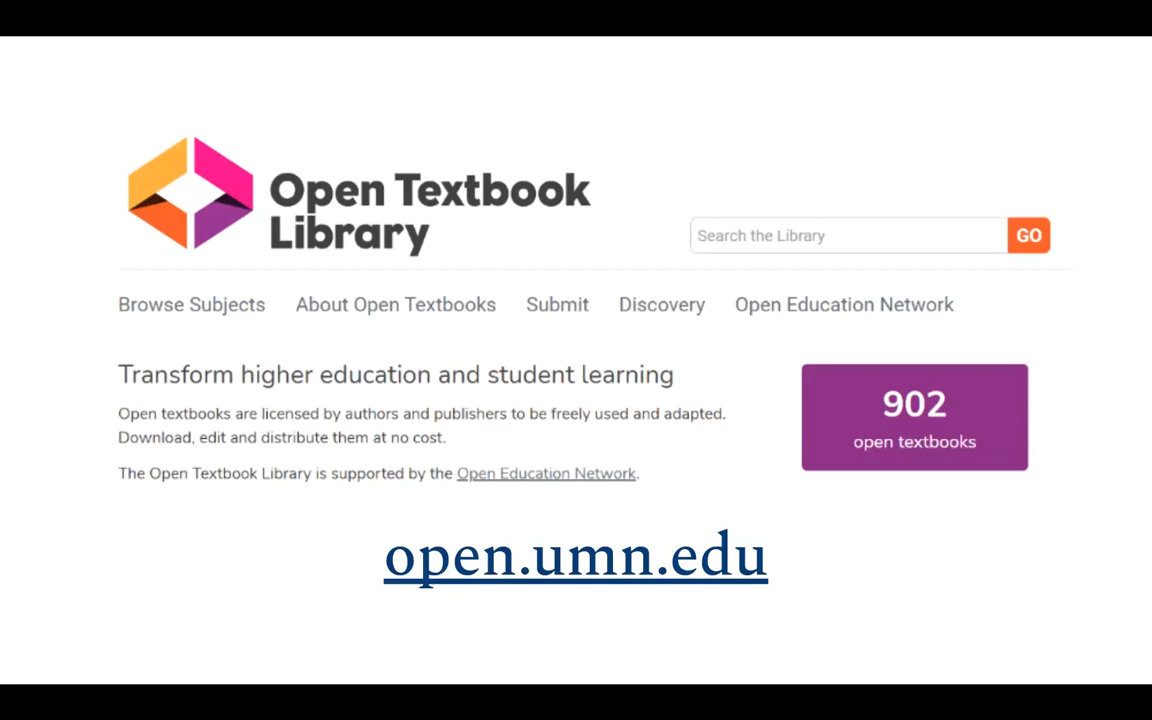 Open Textbook
Library
Search the Library
GO
Browse Subjects
About Open Textbooks
Submit
Discovery
Open Education Network
Transform higher education and student learning
Open textbooks are licensed by authors and publishers to be freely used and adapted.
Download, edit and distribute them at no cost.
The Open Textbook Library is supported by the Open Education Network.
902
open textbooks
open.umn.edu